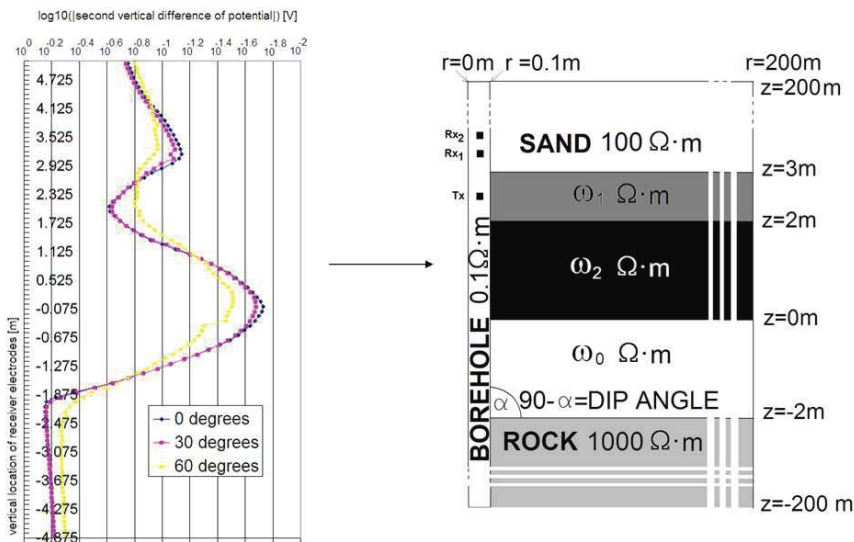 log10(|second vertical difference of potential|) [V]
10^0 10^-0.2 10^-0.4 10^-0.6 10^-0.8 10^-1 10^-1.2 10^-1.4 10^-1.6 10^-1.8 10^-2
vertical location of receiver electrodes [m]
4.725
4.125
3.525
2.925
2.325
1.725
1.125
0.525
-0.075
-0.675
-1.275
-1.875
-2.475
-3.075
-3.675
-4.275
-4.875
0 degrees
30 degrees
60 degrees
r=0m r=0.1m r=200m
z=200m
Rx2
Rx1
Tx
SAND 100 Ω·m
z=3m
ω1 Ω·m
z=2m
ω2 Ω·m
z=0m
BOREHOLE 0.1Ω·m
ω0 Ω·m
α 90-α=DIP ANGLE
z=-2m
ROCK 1000 Ω·m
z=-200 m